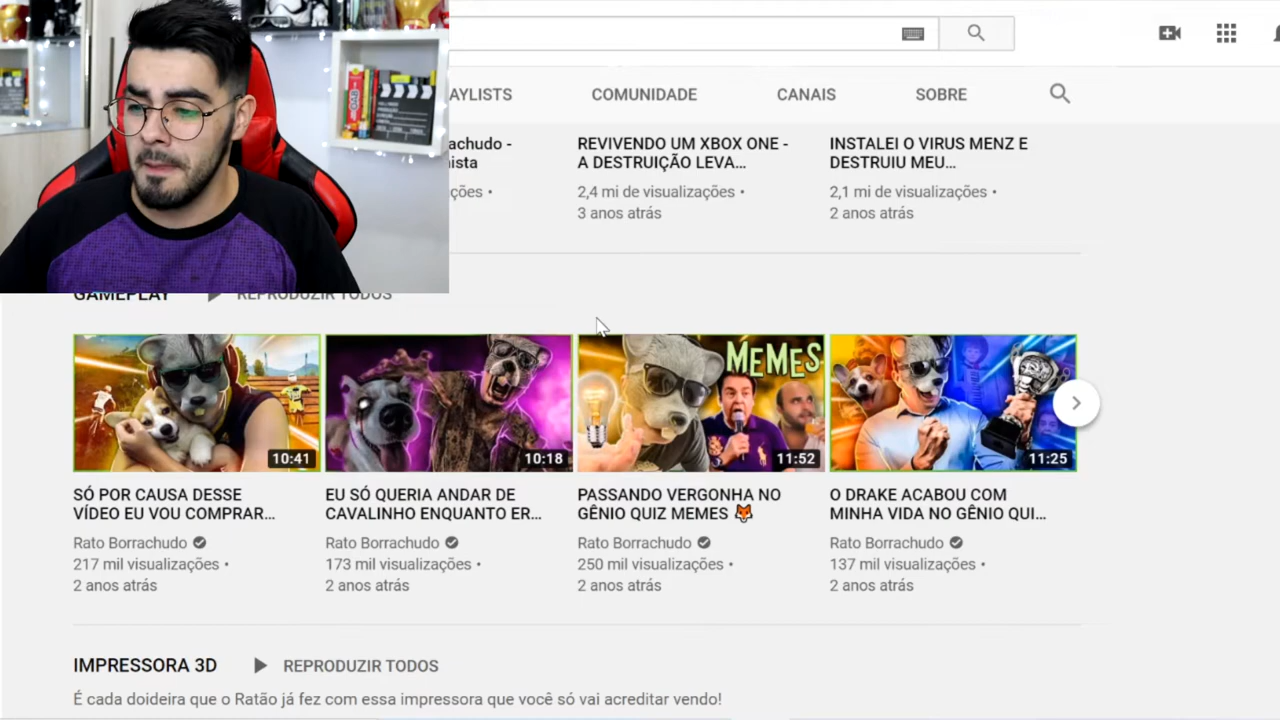 AYLISTS
COMUNIDADE
CANAIS
SOBRE
achudo -
ista
ções •
REVIVENDO UM XBOX ONE -
A DESTRUIÇÃO LEVA...
2,4 mi de visualizações •
3 anos atrás
INSTALEI O VIRUS MENZ E
DESTRUIU MEU...
2,1 mi de visualizações •
2 anos atrás
GAMEPLAY
REPRODUZIR TODOS
10:41
10:18
MEMES
11:52
11:25
SÓ POR CAUSA DESSE
VÍDEO EU VOU COMPRAR...
Rato Borrachudo
217 mil visualizações •
2 anos atrás
EU SÓ QUERIA ANDAR DE
CAVALINHO ENQUANTO ER...
Rato Borrachudo
173 mil visualizações •
2 anos atrás
PASSANDO VERGONHA NO
GÊNIO QUIZ MEMES 🦊
Rato Borrachudo
250 mil visualizações •
2 anos atrás
O DRAKE ACABOU COM
MINHA VIDA NO GÊNIO QUI...
Rato Borrachudo
137 mil visualizações •
2 anos atrás
IMPRESSORA 3D
REPRODUZIR TODOS
É cada doideira que o Ratão já fez com essa impressora que você só vai acreditar vendo!